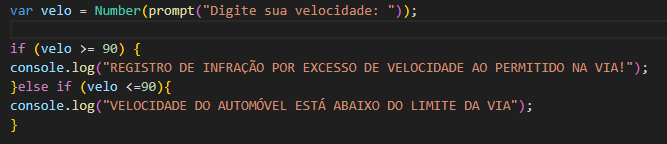 var velo = Number(prompt("Digite sua velocidade: "));
if (velo >= 90) {
console.log("REGISTRO DE INFRAÇÃO POR EXCESSO DE VELOCIDADE AO PERMITIDO NA VIA!");
}else if (velo <=90){
console.log("VELOCIDADE DO AUTOMÓVEL ESTÁ ABAIXO DO LIMITE DA VIA");
}